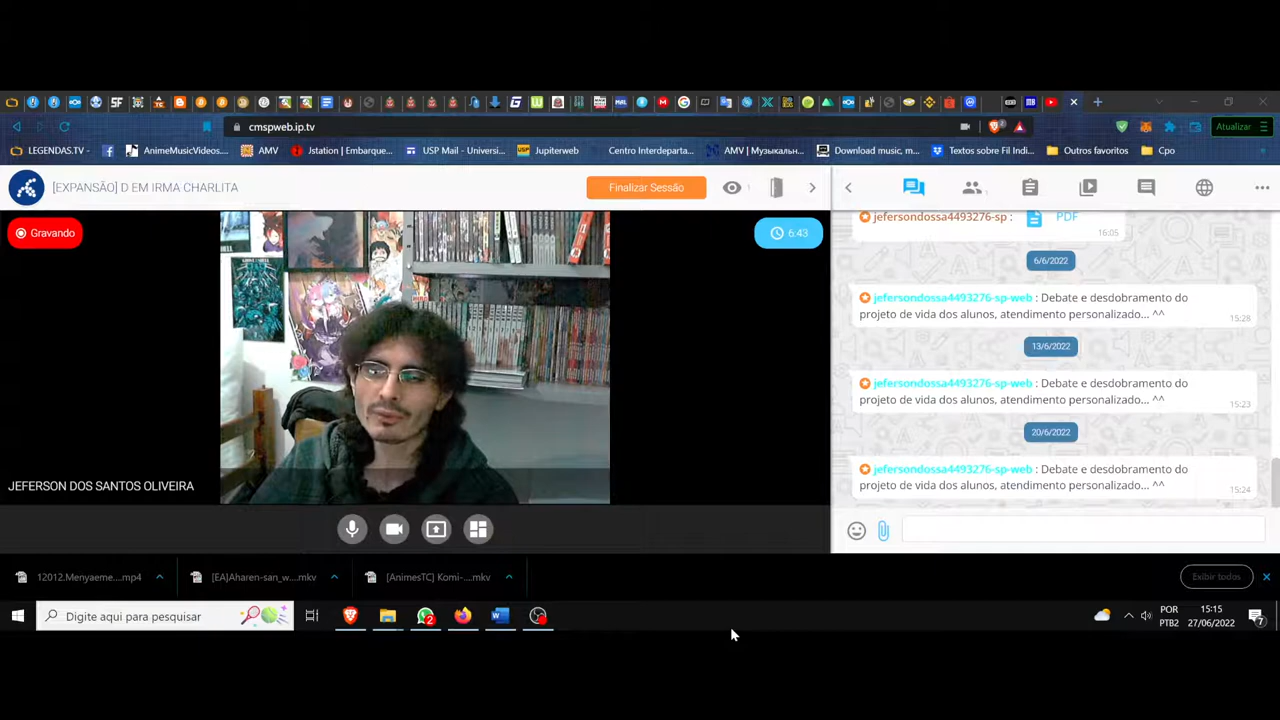 cmspweb.ip.tv
2
Atualizar
LEGENDAS.TV -
AnimeMusicVideos...
AMV
Jstation | Embarque...
USP Mail - Universi...
Jupiterweb
Centro Interdeparta...
AMV | Музыкальн...
Download music, m...
Textos sobre Fil Indi...
Outros favoritos
Cpo
[EXPANSÃO] D EM IRMA CHARLITA
Finalizar Sessão
1
1
Gravando
6:43
JEFERSON DOS SANTOS OLIVEIRA
jefersondossa4493276-sp :
PDF
16:05
6/6/2022
jefersondossa4493276-sp-web : Debate e desdobramento do
projeto de vida dos alunos, atendimento personalizado... ^^
15:28
13/6/2022
jefersondossa4493276-sp-web : Debate e desdobramento do
projeto de vida dos alunos, atendimento personalizado... ^^
15:23
20/6/2022
jefersondossa4493276-sp-web : Debate e desdobramento do
projeto de vida dos alunos, atendimento personalizado... ^^
15:24
12012.Menyaeme....mp4
[EA]Aharen-san_w....mkv
[AnimesTC] Komi-....mkv
Exibir todos
Digite aqui para pesquisar
2
POR
PTB2
15:15
27/06/2022
7